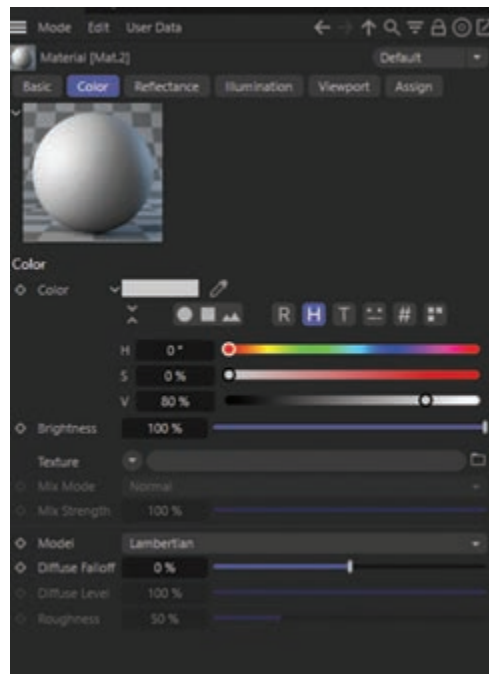 Mode Edit User Data
Material [Mat.2] Default
Basic Color Reflectance Illumination Viewport Assign
Color
Color
R H T #
H 0°
S 0 %
V 80 %
Brightness 100 %
Texture
Mix Mode Normal
Mix Strength 100 %
Model Lambertian
Diffuse Falloff 0 %
Diffuse Level 100 %
Roughness 50 %